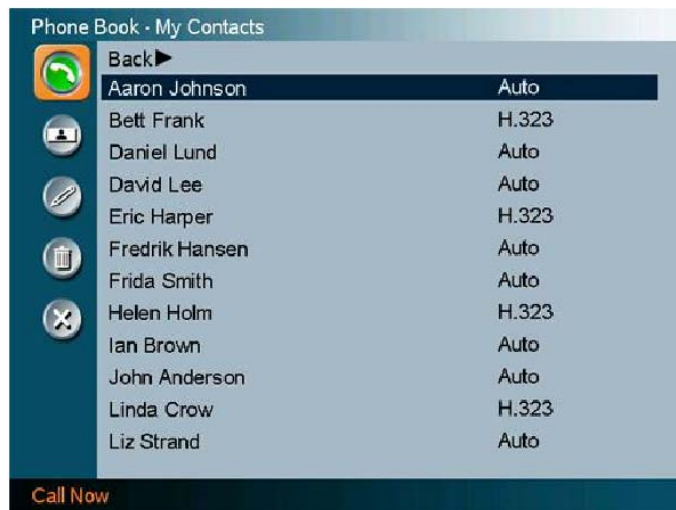 Phone Book - My Contacts
Back▶
Aaron Johnson Auto
Bett Frank H.323
Daniel Lund Auto
David Lee Auto
Eric Harper H.323
Fredrik Hansen Auto
Frida Smith Auto
Helen Holm H.323
Ian Brown Auto
John Anderson Auto
Linda Crow H.323
Liz Strand Auto
Call Now